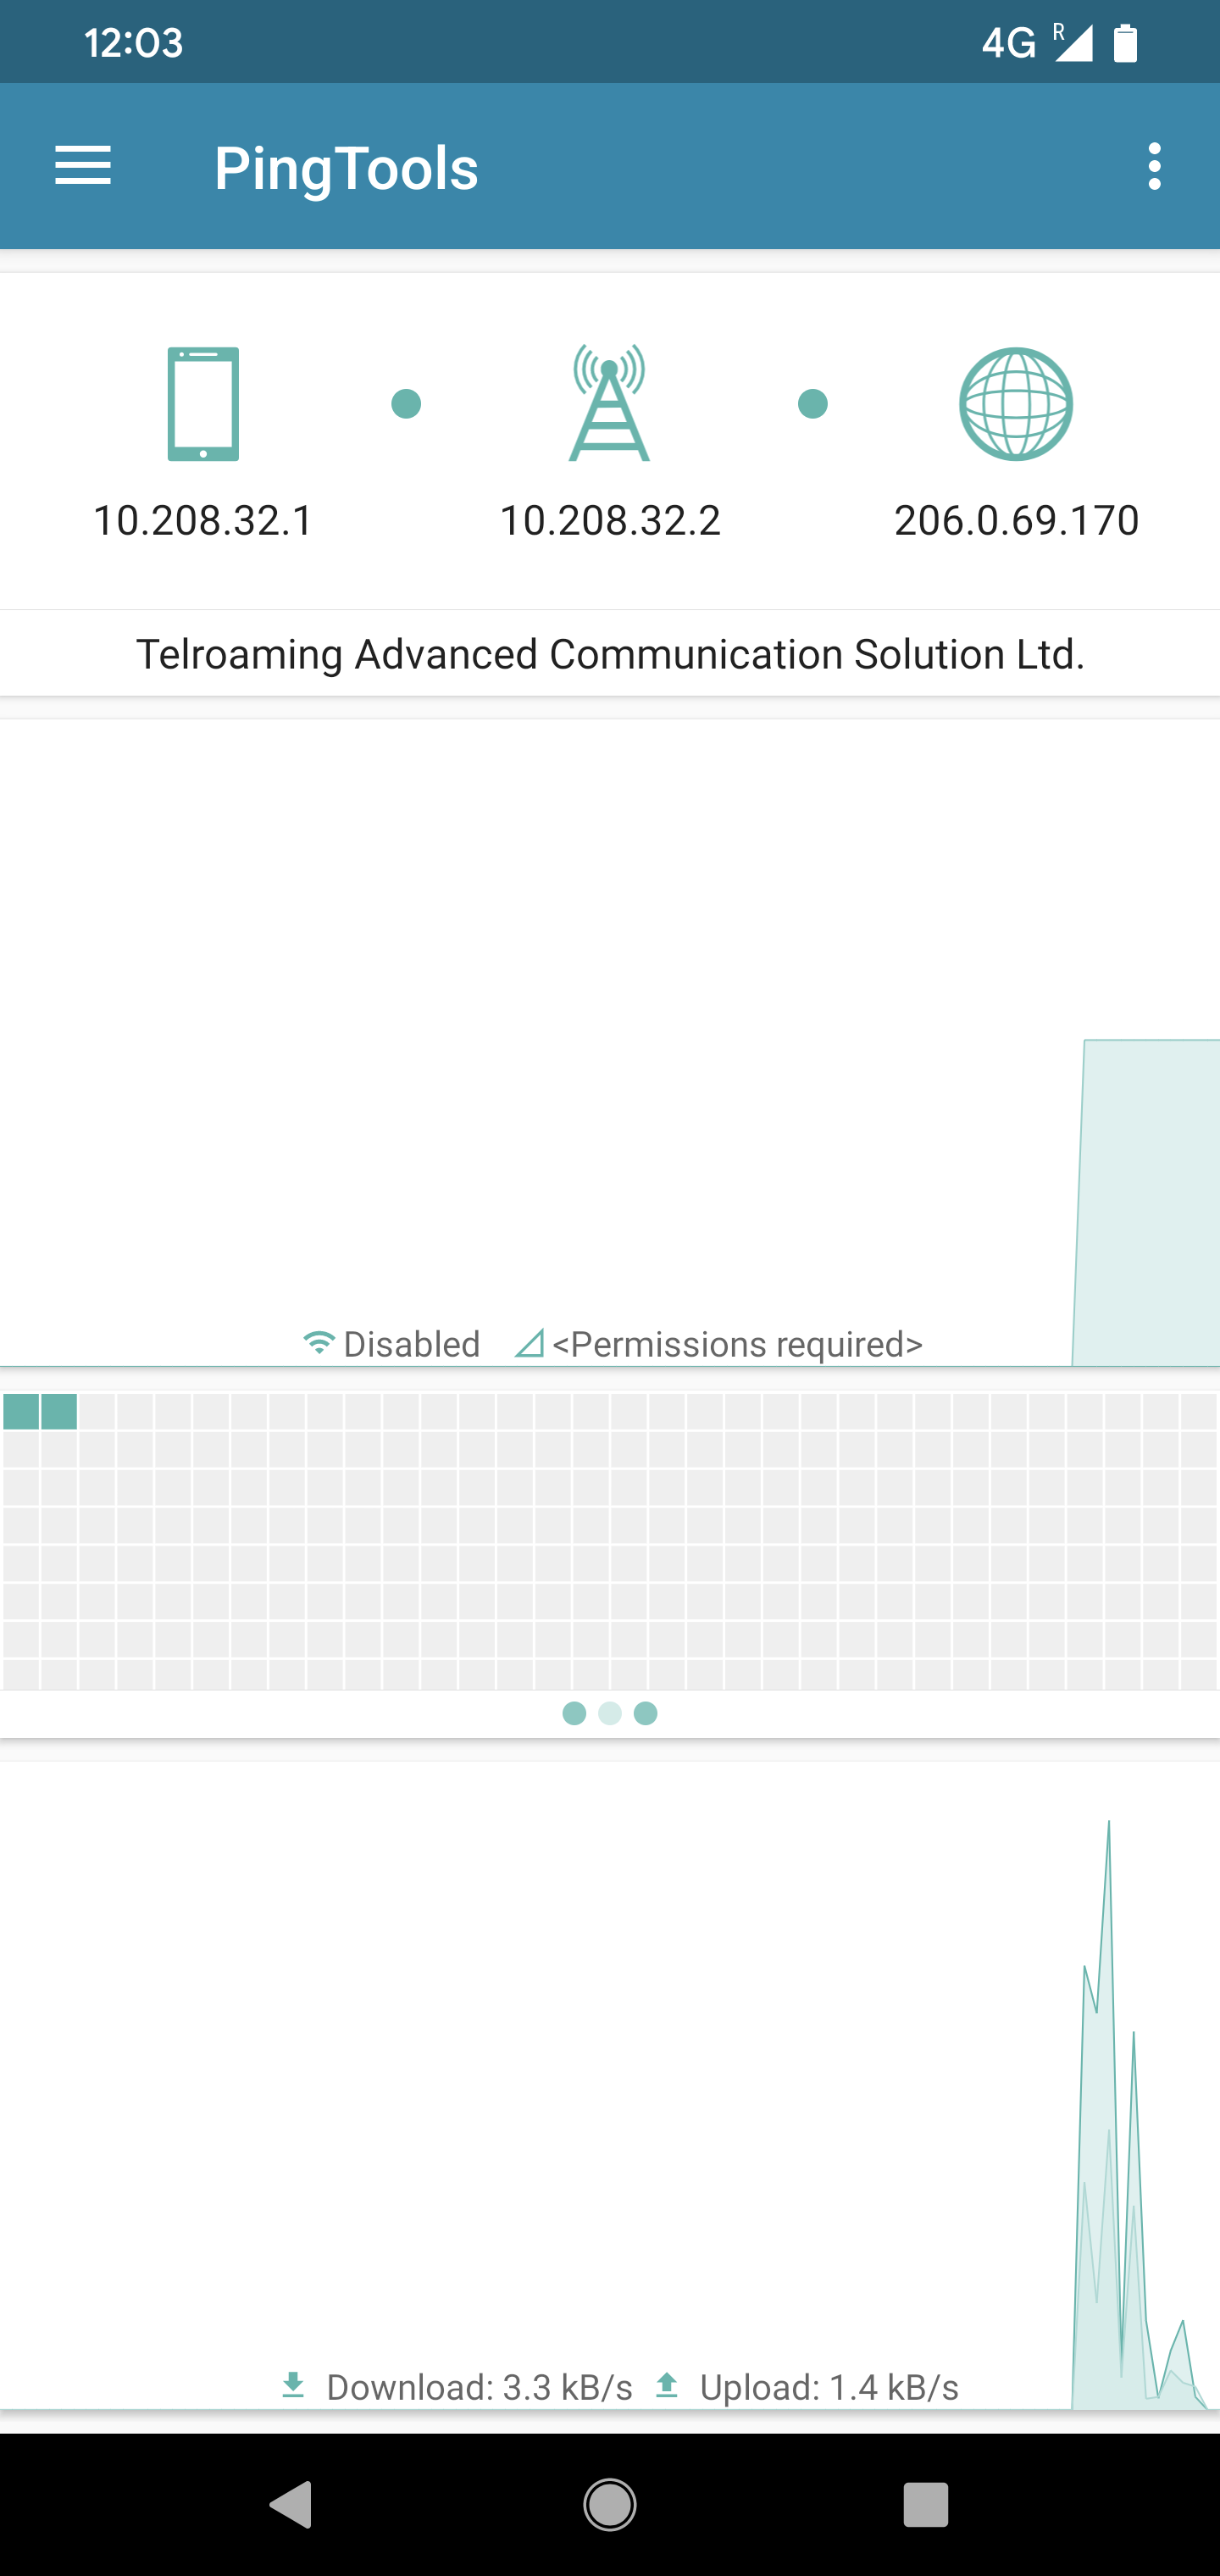 12:03 4G R
PingTools
10.208.32.1 10.208.32.2 206.0.69.170
Telroaming Advanced Communication Solution Ltd.
Disabled <Permissions required>
Download: 3.3 kB/s Upload: 1.4 kB/s